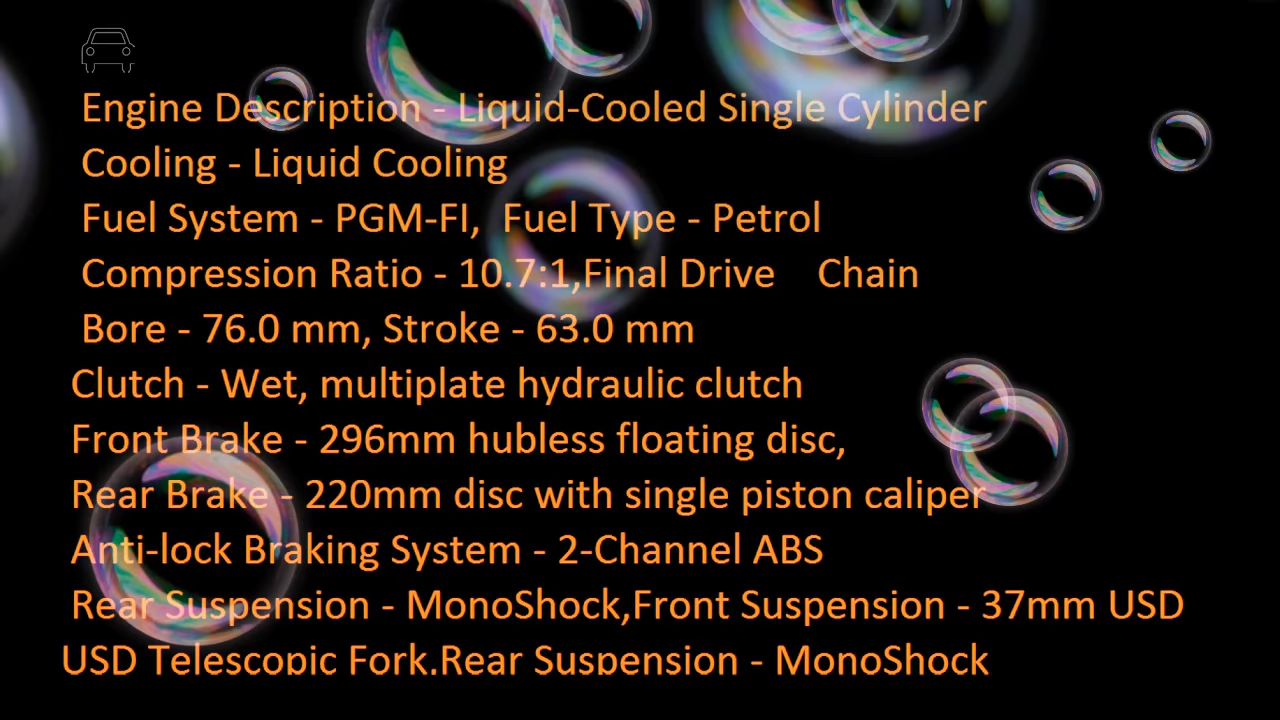 Engine Description - Liquid-Cooled Single Cylinder
Cooling - Liquid Cooling
Fuel System - PGM-FI,  Fuel Type - Petrol
Compression Ratio - 10.7:1,Final Drive    Chain
Bore - 76.0 mm, Stroke - 63.0 mm
Clutch - Wet, multiplate hydraulic clutch
Front Brake - 296mm hubless floating disc,
Rear Brake - 220mm disc with single piston caliper
Anti-lock Braking System - 2-Channel ABS
Rear Suspension - MonoShock,Front Suspension - 37mm USD
USD Telescopic Fork.Rear Suspension - MonoShock